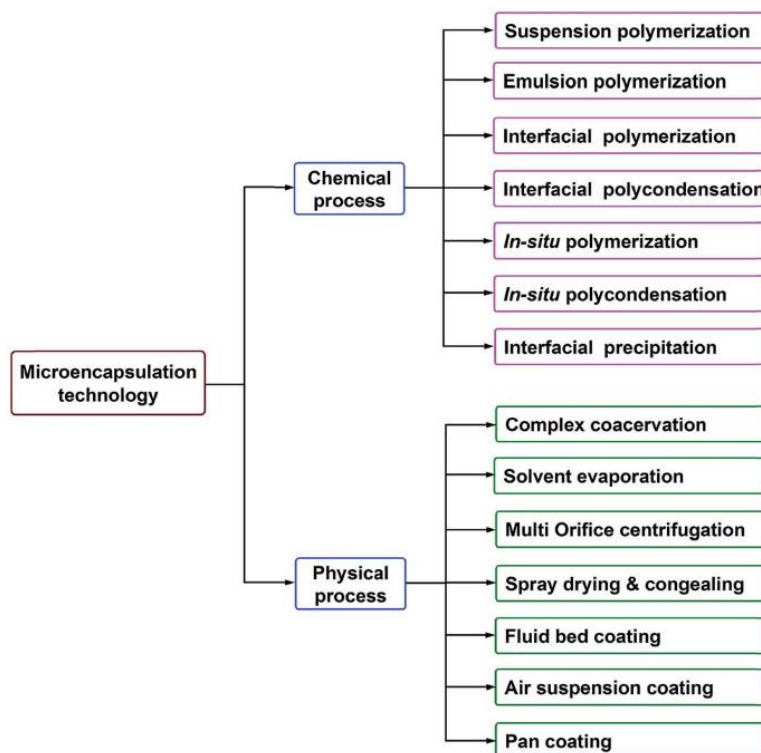 Suspension polymerization
Emulsion polymerization
Interfacial polymerization
Chemical
process
Interfacial polycondensation
In-situ polymerization
In-situ polycondensation
Interfacial precipitation
Microencapsulation
technology
Complex coacervation
Solvent evaporation
Multi Orifice centrifugation
Physical
process
Spray drying & congealing
Fluid bed coating
Air suspension coating
Pan coating